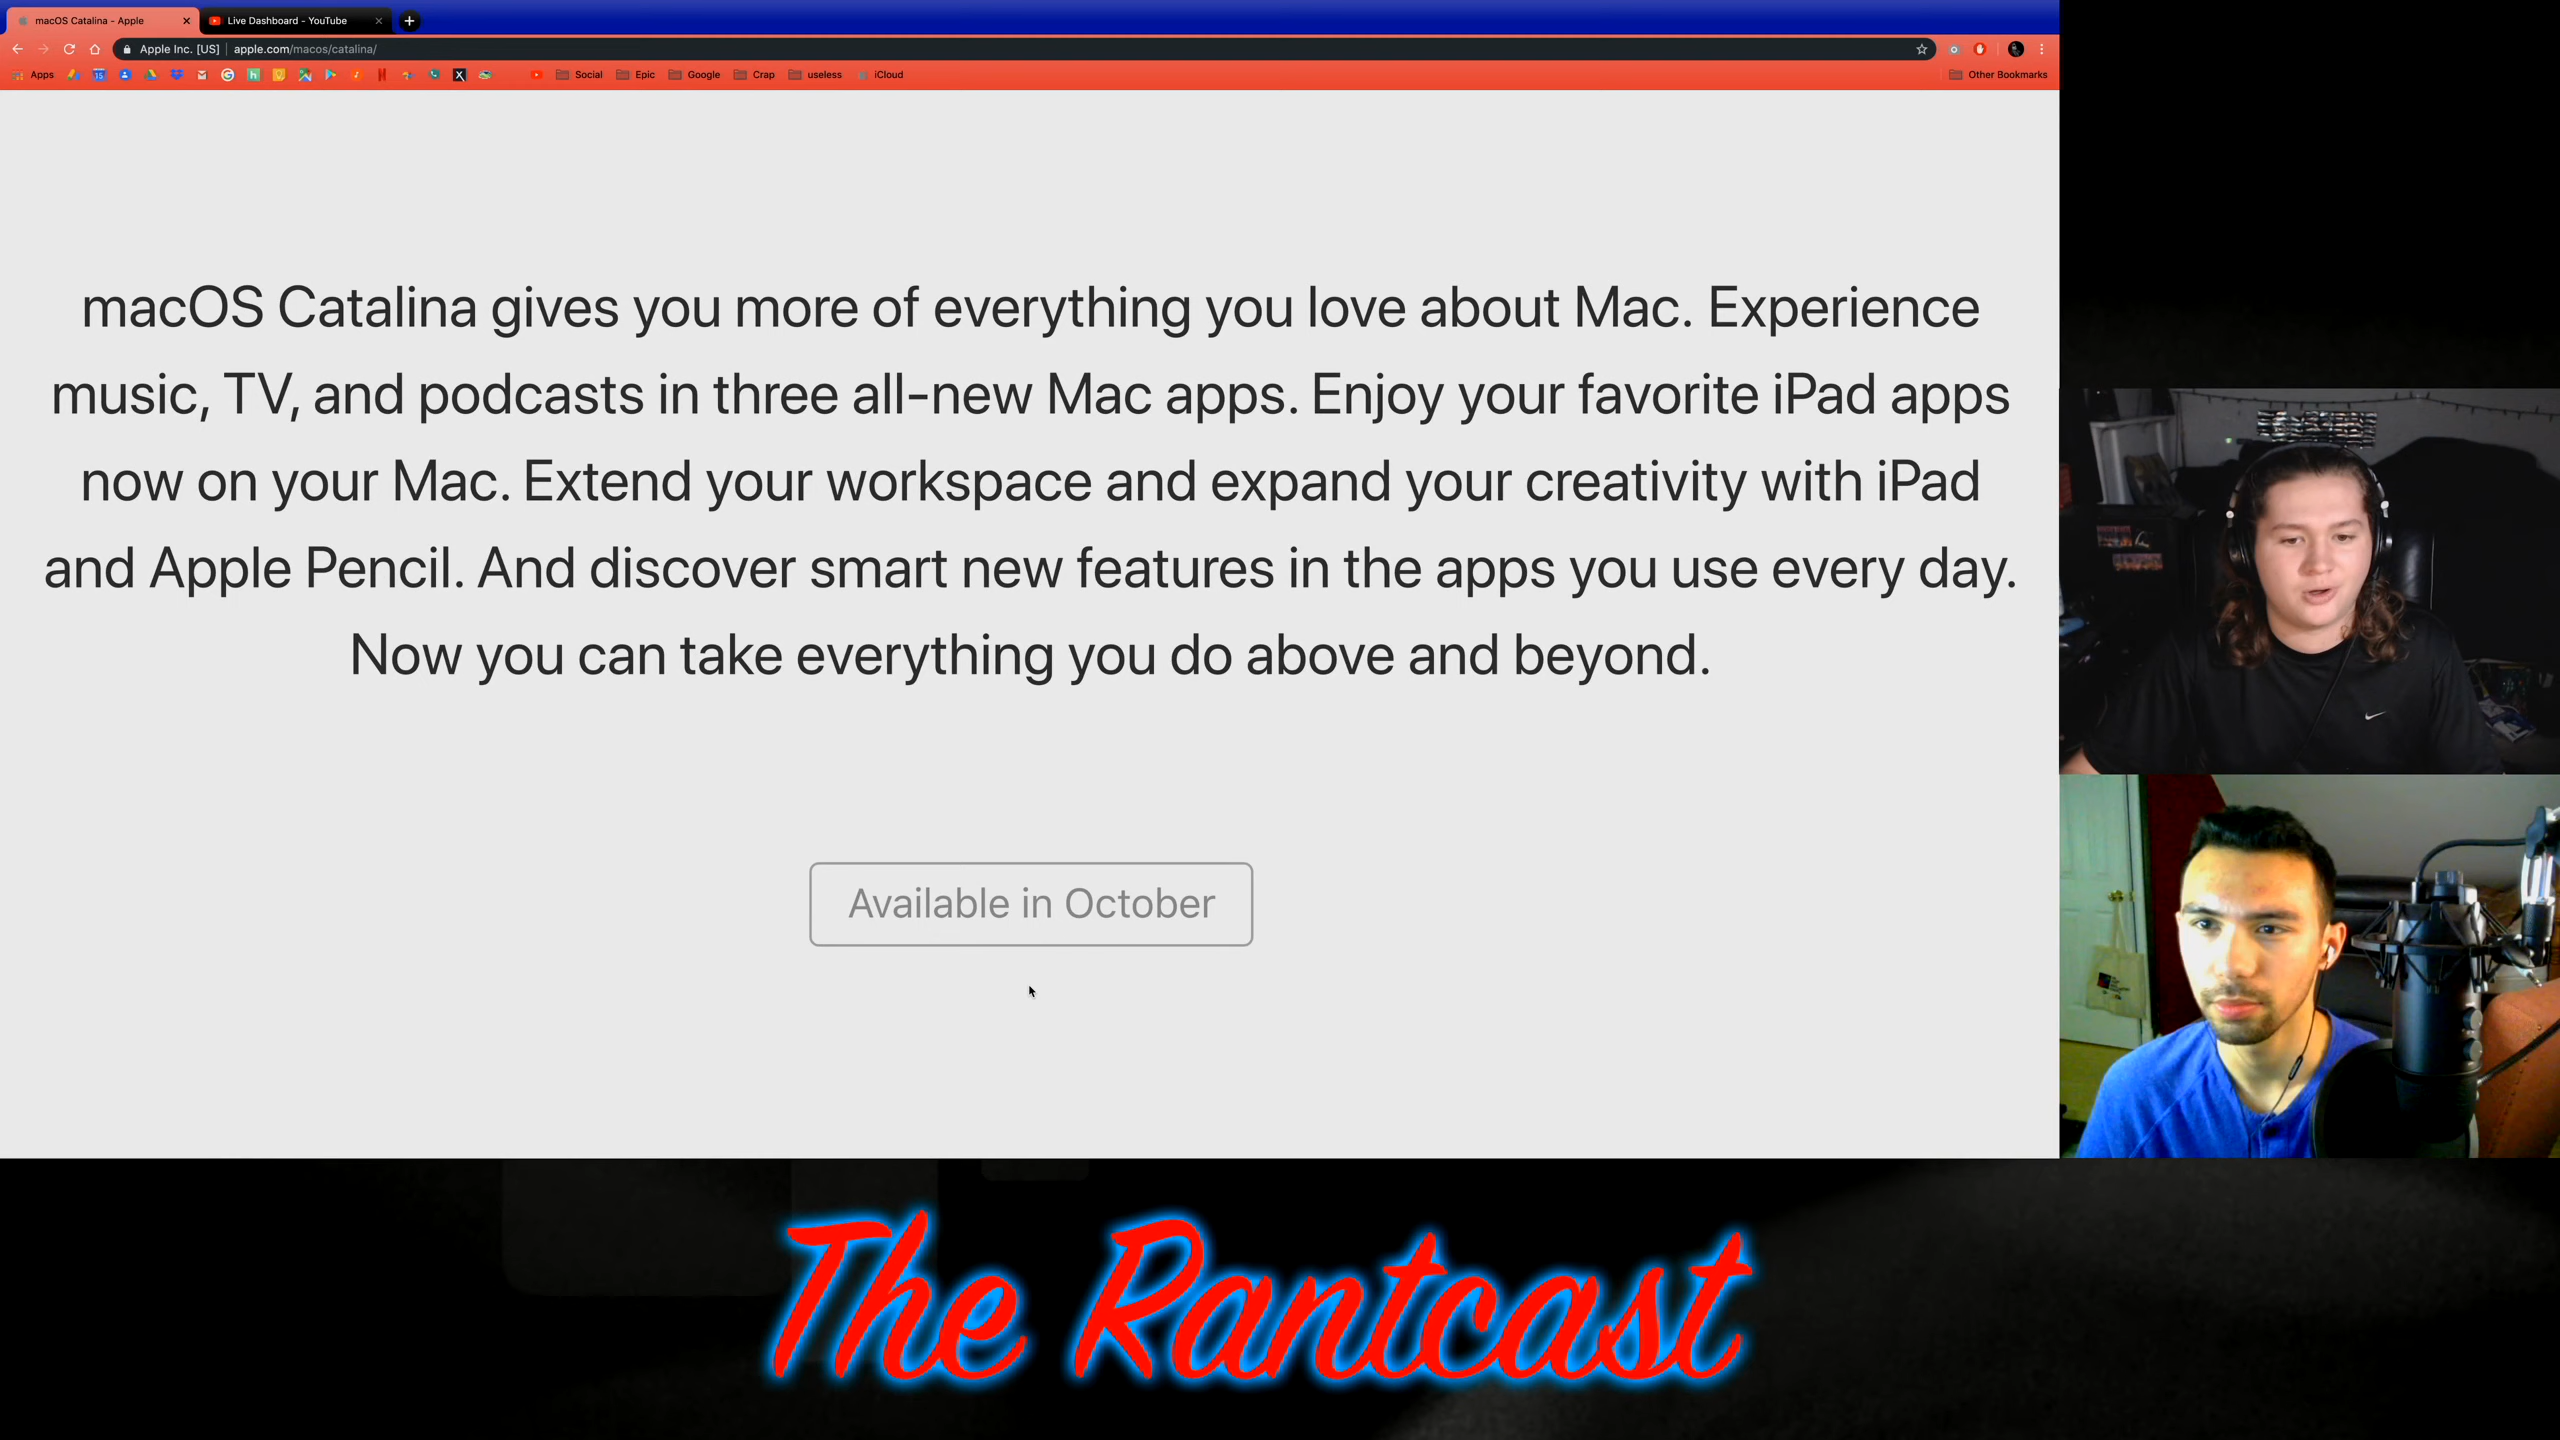 macOS Catalina - Apple
Live Dashboard - YouTube
Apple Inc. [US] | apple.com/macos/catalina/
Apps
15
Social
Epic
Google
Crap
useless
iCloud
Other Bookmarks
macOS Catalina gives you more of everything you love about Mac. Experience
music, TV, and podcasts in three all-new Mac apps. Enjoy your favorite iPad apps
now on your Mac. Extend your workspace and expand your creativity with iPad
and Apple Pencil. And discover smart new features in the apps you use every day.
Now you can take everything you do above and beyond.
Available in October
The Rantcast